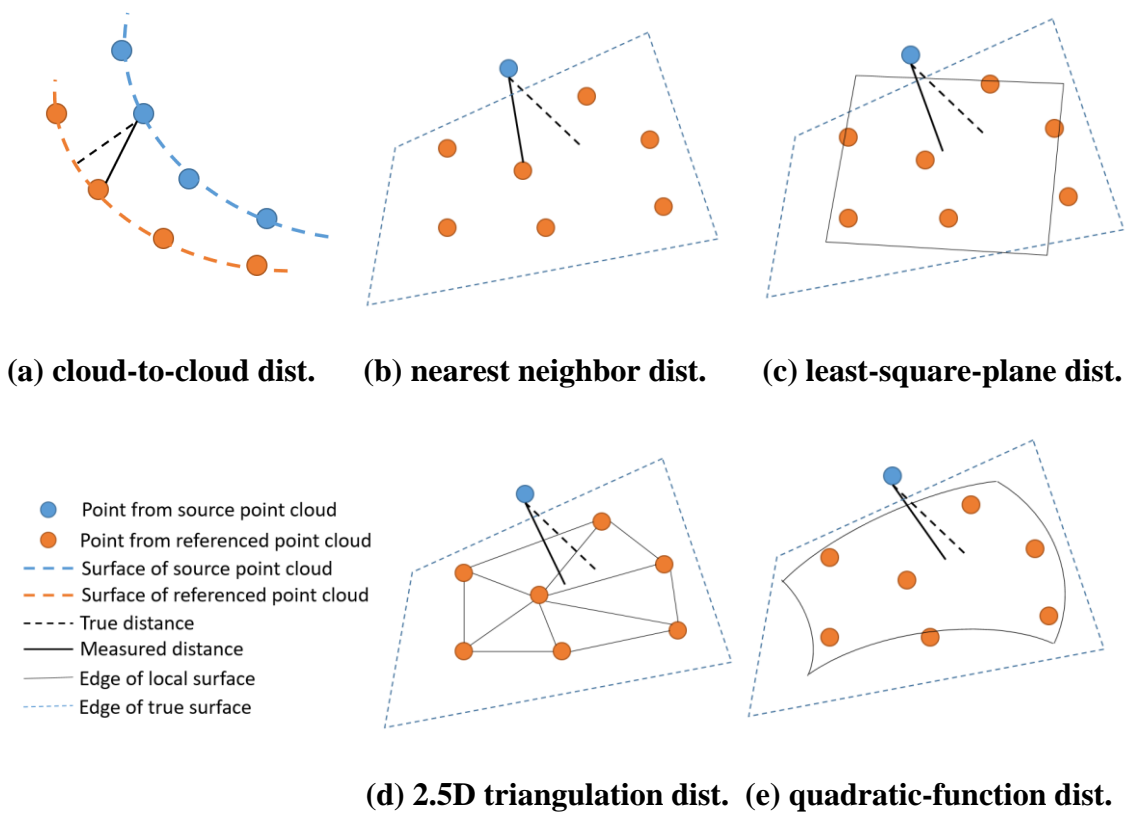 (a) cloud-to-cloud dist.
(b) nearest neighbor dist.
(c) least-square-plane dist.
Point from source point cloud
Point from referenced point cloud
Surface of source point cloud
Surface of referenced point cloud
True distance
Measured distance
Edge of local surface
Edge of true surface
(d) 2.5D triangulation dist.
(e) quadratic-function dist.